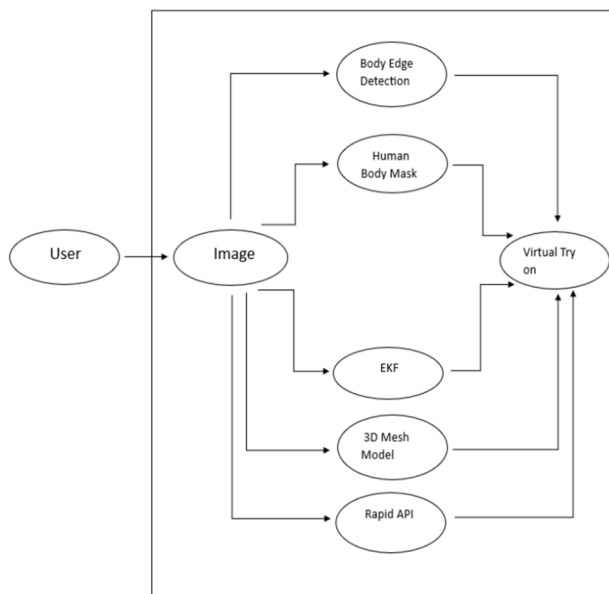 Body Edge
Detection
Human
Body Mask
User
Image
Virtual Try
on
EKF
3D Mesh
Model
Rapid API